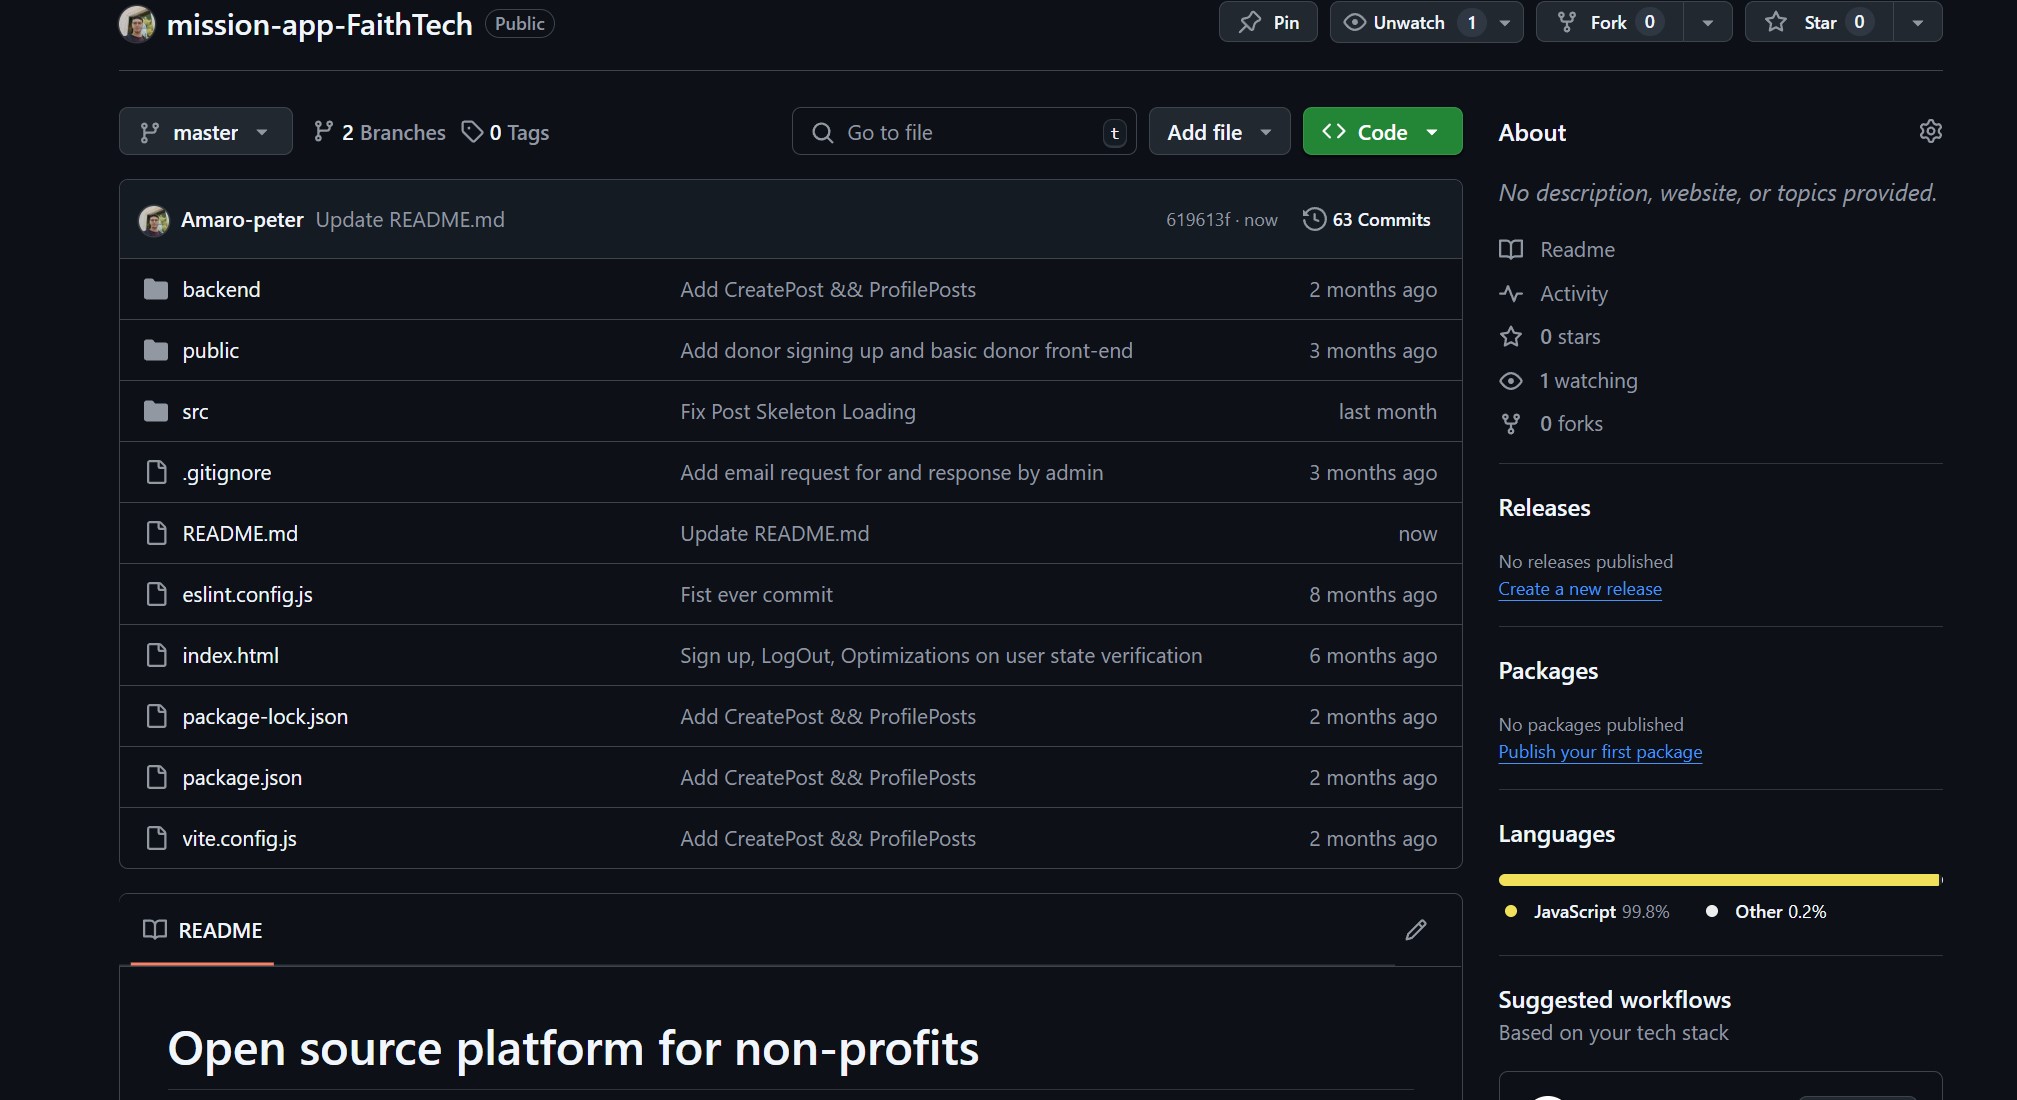 mission-app-FaithTech Public
Pin
Unwatch 1
Fork 0
Star 0
master
2 Branches
0 Tags
Go to file t
Add file
Code
Amaro-peter Update README.md 619613f · now 63 Commits
backend Add CreatePost && ProfilePosts 2 months ago
public Add donor signing up and basic donor front-end 3 months ago
src Fix Post Skeleton Loading last month
.gitignore Add email request for and response by admin 3 months ago
README.md Update README.md now
eslint.config.js Fist ever commit 8 months ago
index.html Sign up, LogOut, Optimizations on user state verification 6 months ago
package-lock.json Add CreatePost && ProfilePosts 2 months ago
package.json Add CreatePost && ProfilePosts 2 months ago
vite.config.js Add CreatePost && ProfilePosts 2 months ago
README
Open source platform for non-profits
About
No description, website, or topics provided.
Readme
Activity
0 stars
1 watching
0 forks
Releases
No releases published
Create a new release
Packages
No packages published
Publish your first package
Languages
JavaScript 99.8% Other 0.2%
Suggested workflows
Based on your tech stack